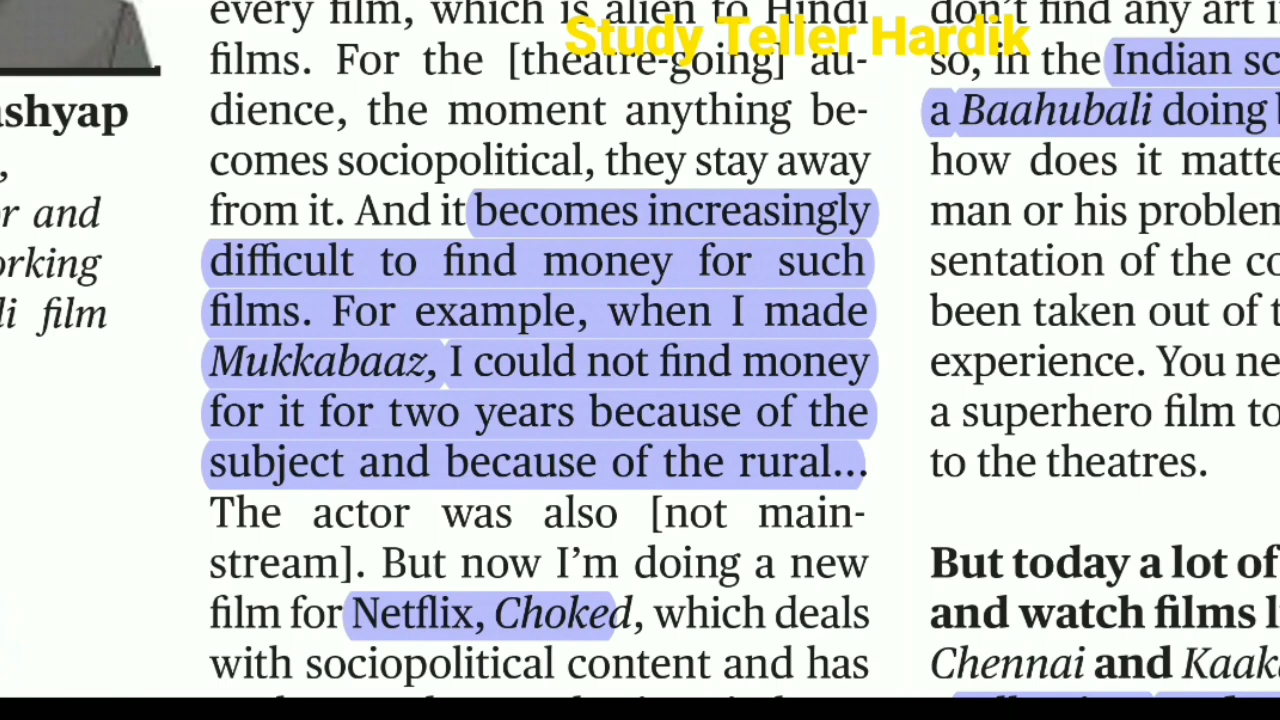 Study Teller Hardik
ashyap
,
r and
orking
li film
every film, which is alien to Hindi
films. For the [theatre-going] au-
dience, the moment anything be-
comes sociopolitical, they stay away
from it. And it becomes increasingly
difficult to find money for such
films. For example, when I made
Mukkabaaz, I could not find money
for it for two years because of the
subject and because of the rural...
The actor was also [not main-
stream]. But now I'm doing a new
film for Netflix, Choked, which deals
with sociopolitical content and has
don't find any art i
so, in the Indian sc
a Baahubali doing
how does it matte
man or his problem
sentation of the co
been taken out of t
experience. You ne
a superhero film to
to the theatres.
But today a lot of
and watch films l
Chennai and Kaak